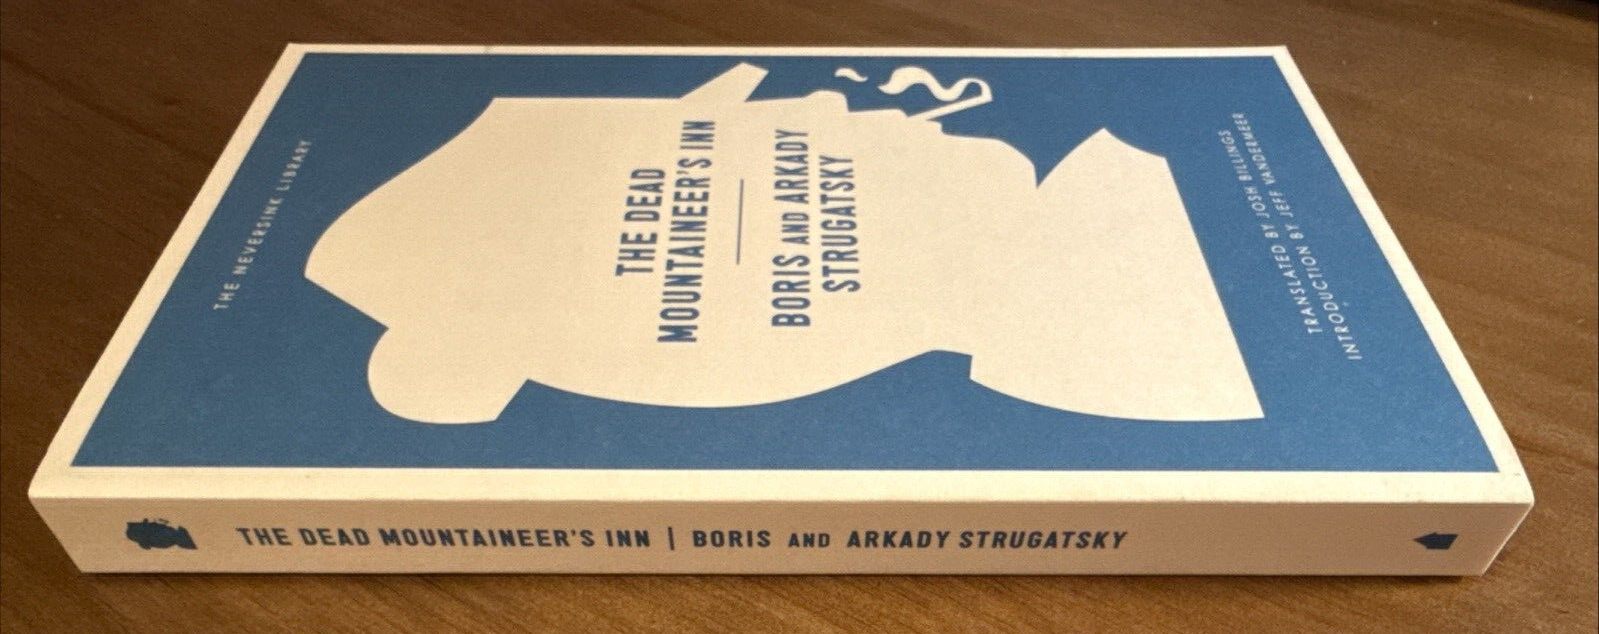 THE NEVERSINK LIBRARY
THE DEAD
MOUNTAINEER'S INN
BORIS AND ARKADY
STRUGATSKY
TRANSLATED BY JOSH BILLINGS
INTRODUCTION BY JEFF VANDERMEER
THE DEAD MOUNTAINEER'S INN | BORIS AND ARKADY STRUGATSKY